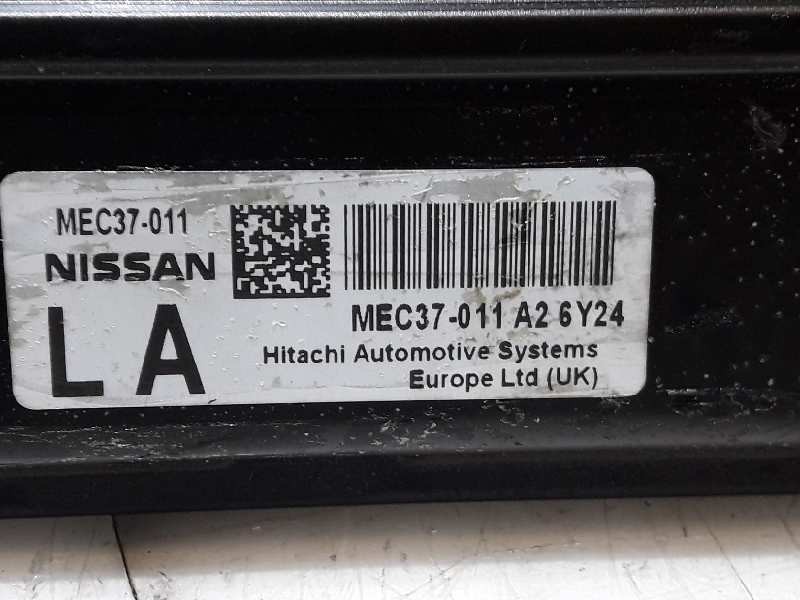 MEC37-011
NISSAN
LA
MEC37-011 A2 6Y24
Hitachi Automotive Systems
Europe Ltd (UK)